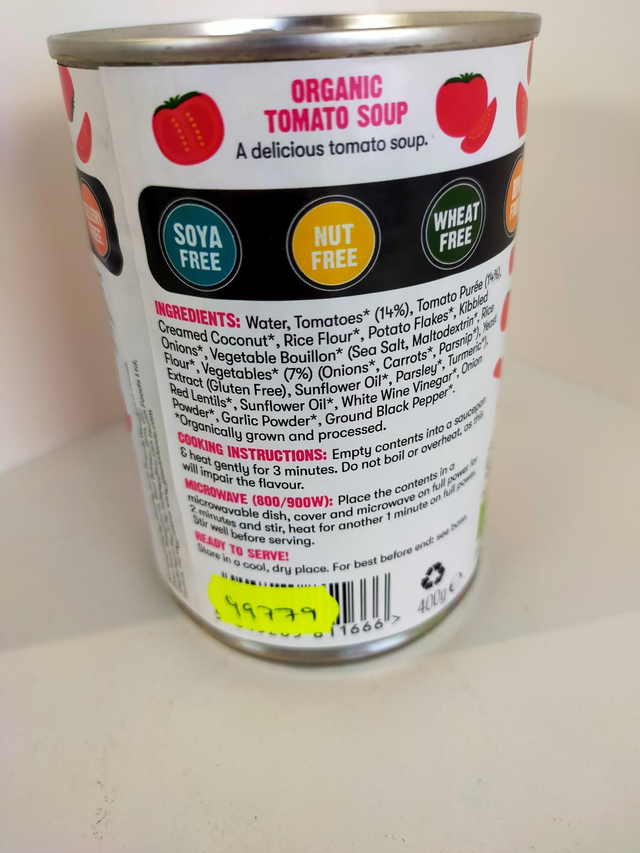 ORGANIC
TOMATO SOUP
A delicious tomato soup.
SOYA
FREE
NUT
FREE
WHEAT
FREE
INGREDIENTS: Water, Tomatoes* (14%), Tomato Purée (14%),
Creamed Coconut*, Rice Flour*, Potato Flakes*, Kibbled
Onions*, Vegetable Bouillon* (Sea Salt, Maltodextrin*, Rice
Flour*, Vegetables* (7%) (Onions*, Carrots*, Parsnip*), Yeast
Extract (Gluten Free), Sunflower Oil*, Parsley*, Turmeric*),
Red Lentils*, Sunflower Oil*, White Wine Vinegar*, Onion
Powder*, Garlic Powder*, Ground Black Pepper*.
*Organically grown and processed.
COOKING INSTRUCTIONS: Empty contents into a saucepan
& heat gently for 3 minutes. Do not boil or overheat, as this
will impair the flavour.
MICROWAVE (800/900W): Place the contents in a
microwavable dish, cover and microwave on full power for
2 minutes and stir, heat for another 1 minute on full power.
Stir well before serving.
READY TO SERVE!
Store in a cool, dry place. For best before end: see base.
99779
11666 >
400g e